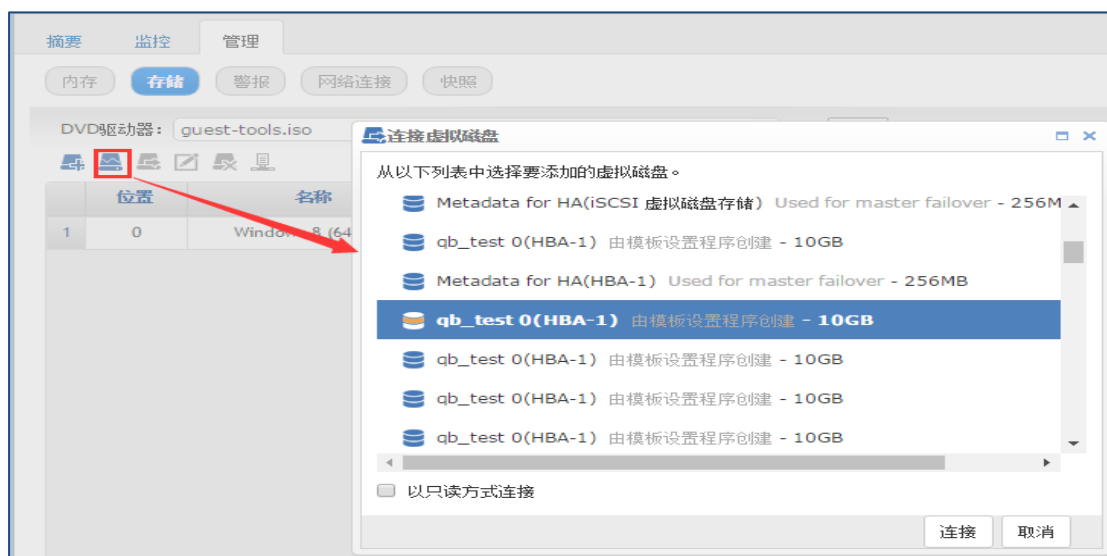 摘要 监控 管理
内存 存储 警报 网络连接 快照
DVD驱动器： guest-tools.iso
连接虚拟磁盘
从以下列表中选择要添加的虚拟磁盘。
位置 名称
1 0 Windows 8 (64
Metadata for HA(iSCSI 虚拟磁盘存储) Used for master failover - 256M
qb_test 0(HBA-1) 由模板设置程序创建 - 10GB
Metadata for HA(HBA-1) Used for master failover - 256MB
qb_test 0(HBA-1) 由模板设置程序创建 - 10GB
qb_test 0(HBA-1) 由模板设置程序创建 - 10GB
qb_test 0(HBA-1) 由模板设置程序创建 - 10GB
qb_test 0(HBA-1) 由模板设置程序创建 - 10GB
以只读方式连接
连接 取消